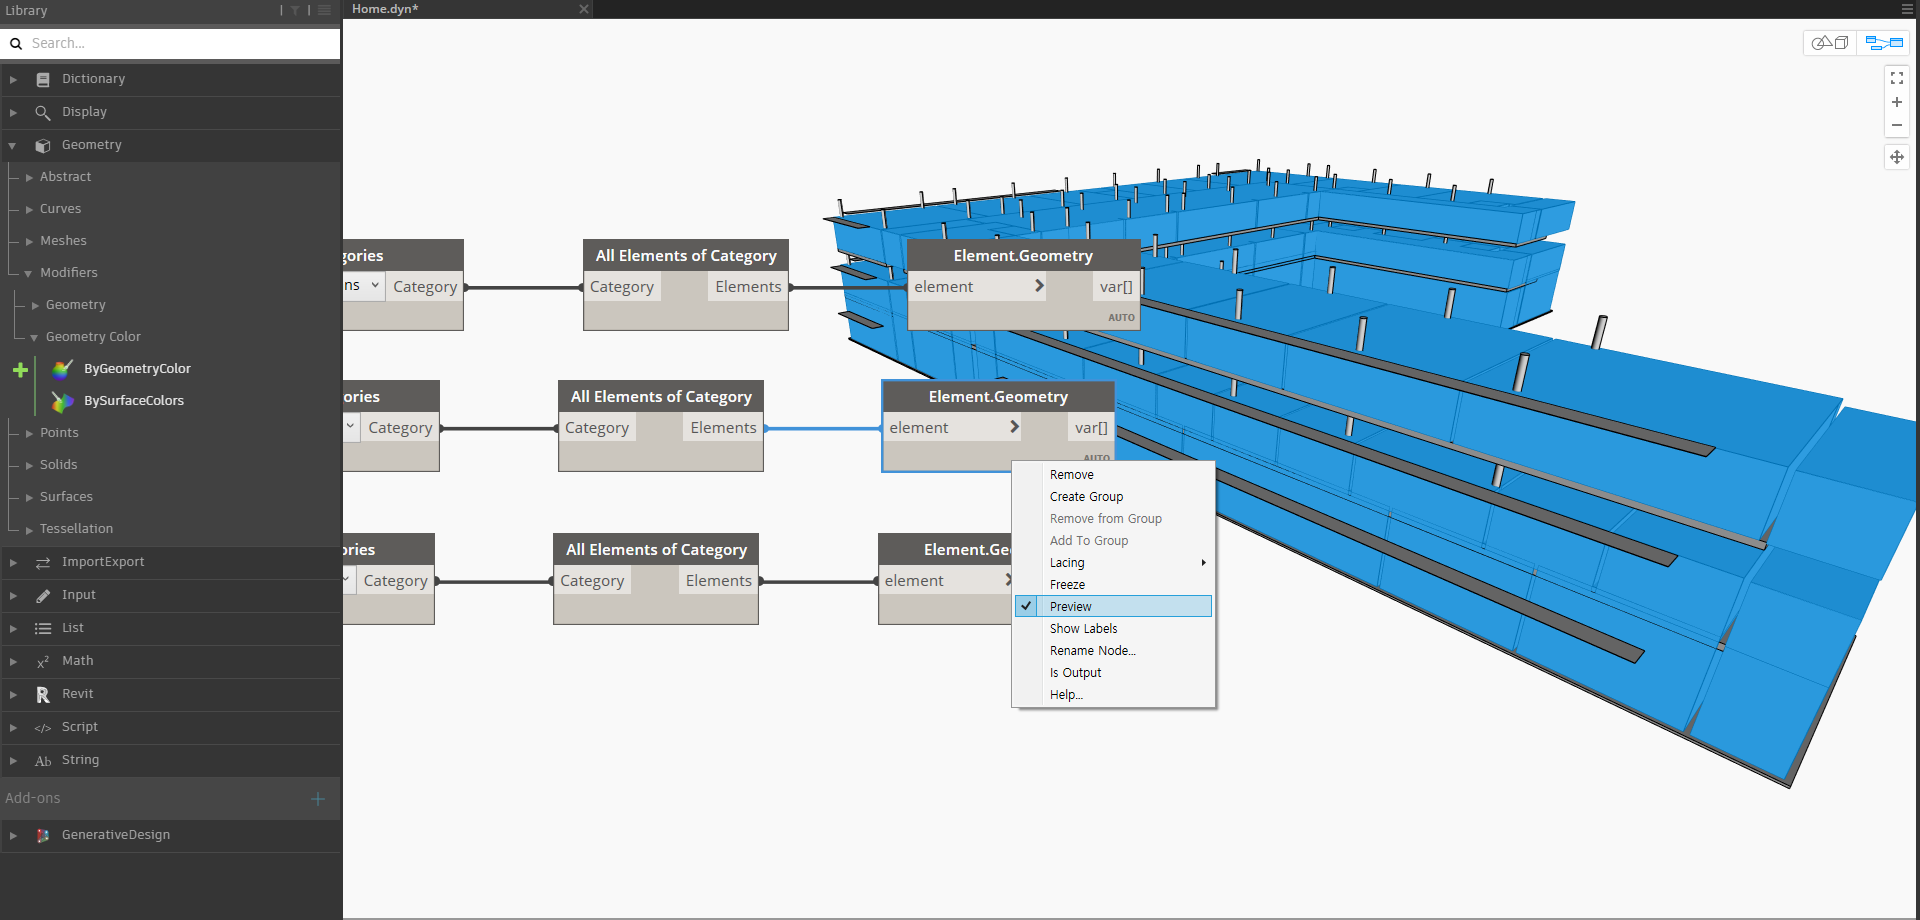 Library
Home.dyn*
Search...
Dictionary
Display
Geometry
Abstract
Curves
Meshes
Modifiers
Geometry
Geometry Color
ByGeometryColor
BySurfaceColors
Points
Solids
Surfaces
Tessellation
ImportExport
Input
List
Math
Revit
Script
Ab String
Add-ons
GenerativeDesign
gories
ns Category
All Elements of Category
Category Elements
Element.Geometry
element > var[]
AUTO
ories
Category
All Elements of Category
Category Elements
Element.Geometry
element > var[]
AUTO
ories
Category
All Elements of Category
Category Elements
Element.Ge
element
Remove
Create Group
Remove from Group
Add To Group
Lacing
Freeze
Preview
Show Labels
Rename Node...
Is Output
Help...